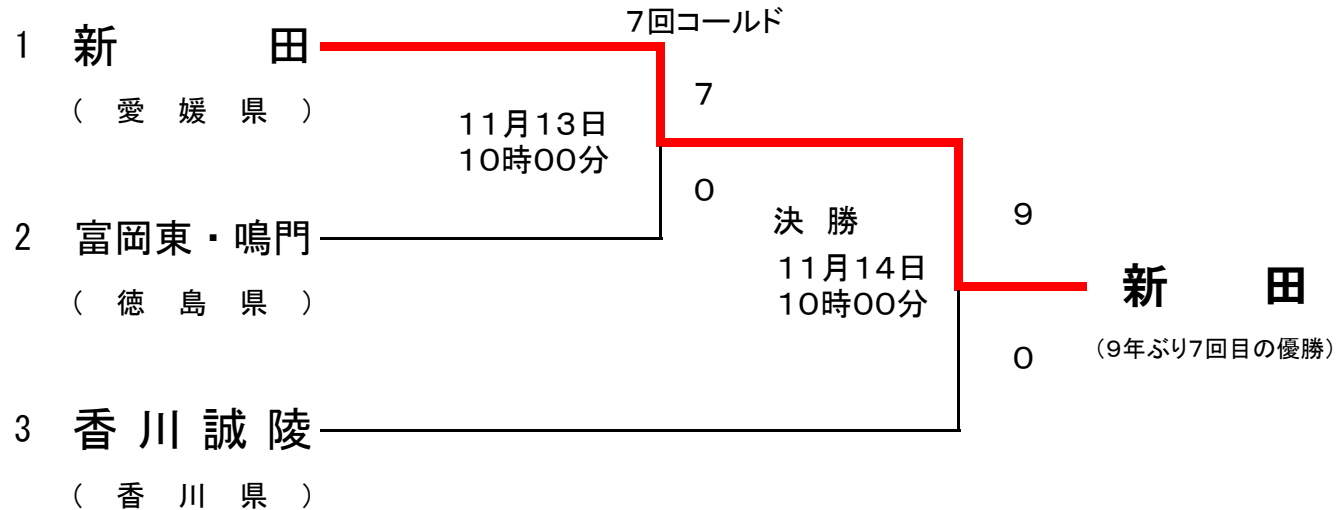 7回コールド
1 新 田
( 愛 媛 県 )
7
11月13日
10時00分
0
2 富岡東・鳴門
( 徳 島 県 )
決 勝
11月14日
10時00分
9
新 田
(9年ぶり7回目の優勝)
0
3 香川誠陵
( 香 川 県 )